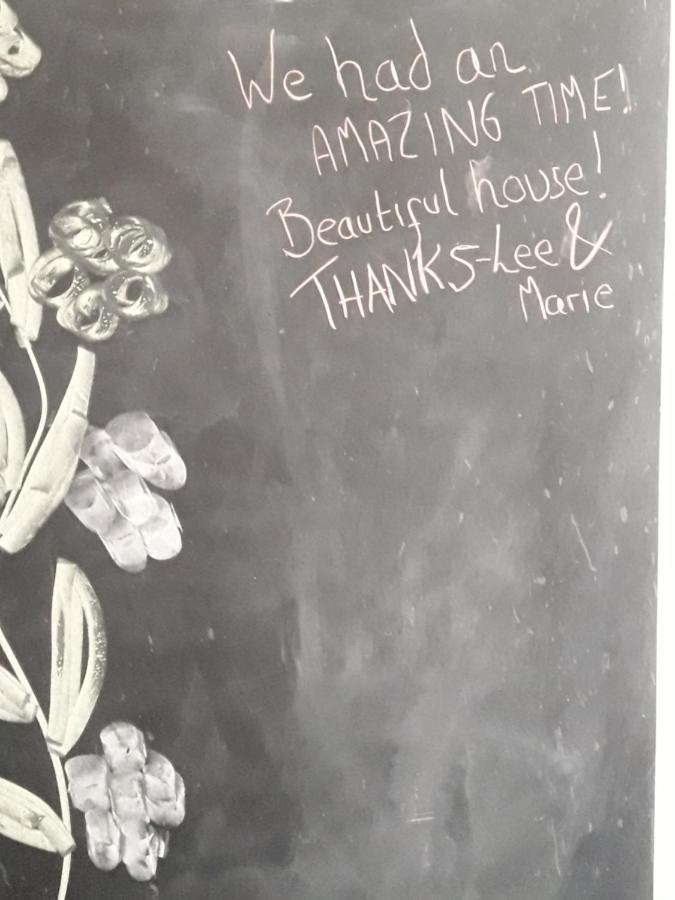 We had an
AMAZING TIME!
Beautiful house!
THANKS-Lee &
Marie